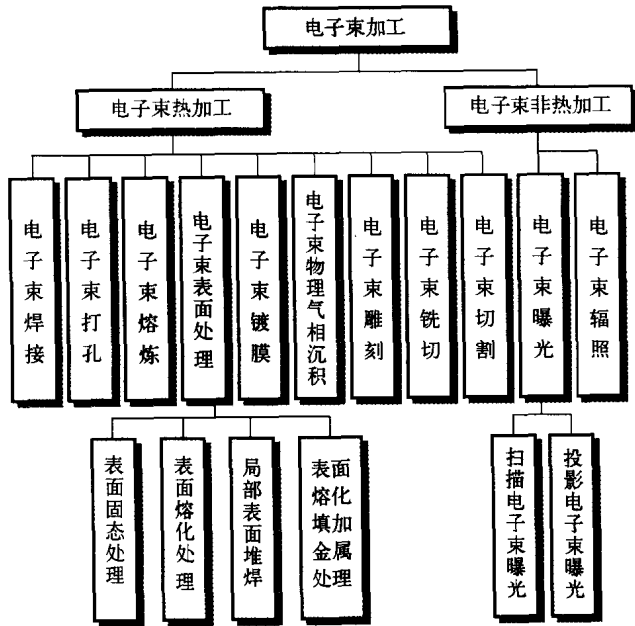 电子束加工
电子束热加工
电子束非热加工
电子束焊接
电子束打孔
电子束熔炼
电子束表面处理
电子束镀膜
电子束物理气相沉积
电子束雕刻
电子束铣切
电子束切割
电子束曝光
电子束辐照
表面固态处理
表面熔化处理
局部表面堆焊
表面熔化填加金属处理
扫描电子束曝光
投影电子束曝光